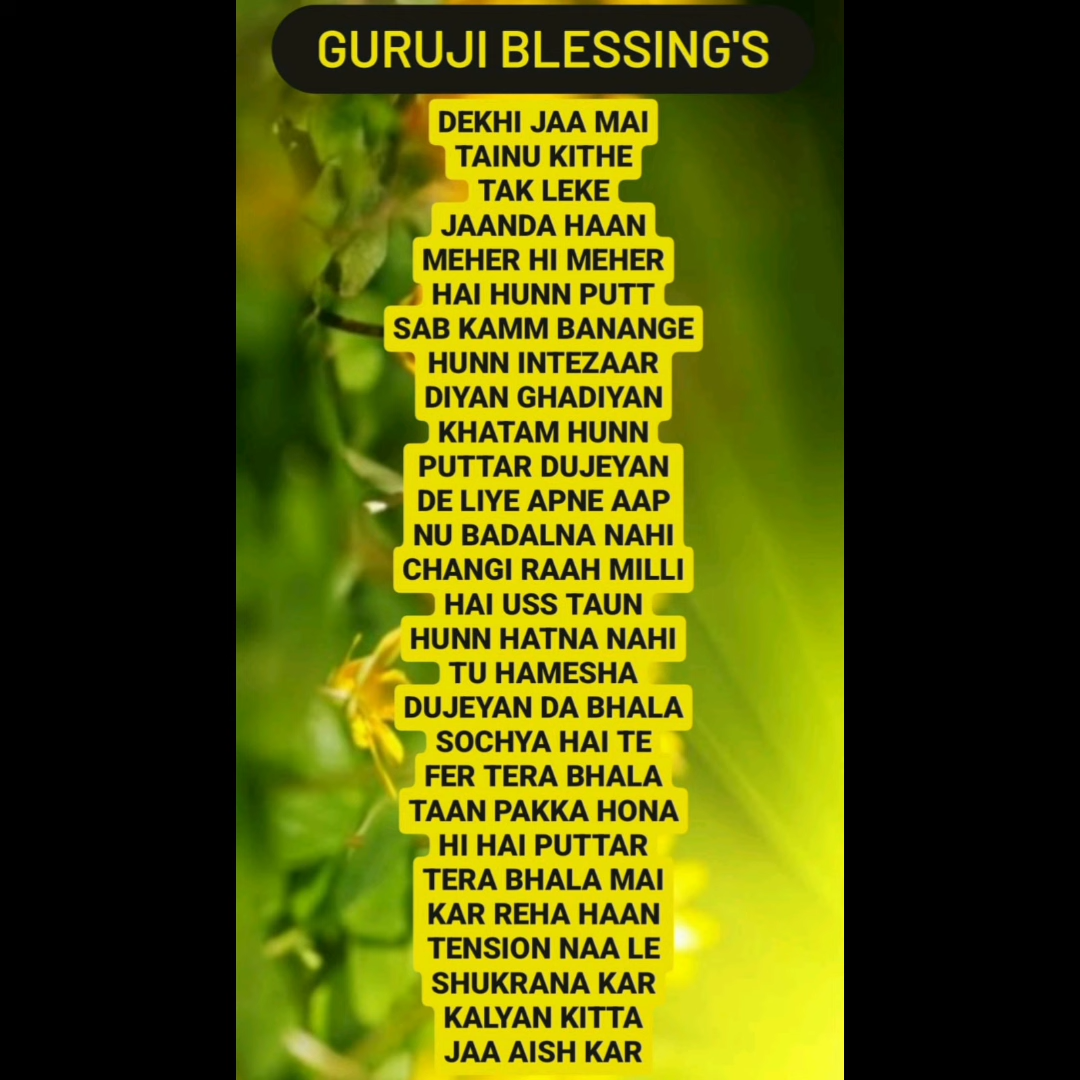 GURUJI BLESSING'S
DEKHI JAA MAI
TAINU KITHE
TAK LEKE
JAANDA HAAN
MEHER HI MEHER
HAI HUNN PUTT
SAB KAMM BANANGE
HUNN INTEZAAR
DIYAN GHADIYAN
KHATAM HUNN
PUTTAR DUJEYAN
DE LIYE APNE AAP
NU BADALNA NAHI
CHANGI RAAH MILLI
HAI USS TAUN
HUNN HATNA NAHI
TU HAMESHA
DUJEYAN DA BHALA
SOCHYA HAI TE
FER TERA BHALA
TAAN PAKKA HONA
HI HAI PUTTAR
TERA BHALA MAI
KAR REHA HAAN
TENSION NAA LE
SHUKRANA KAR
KALYAN KITTA
JAA AISH KAR